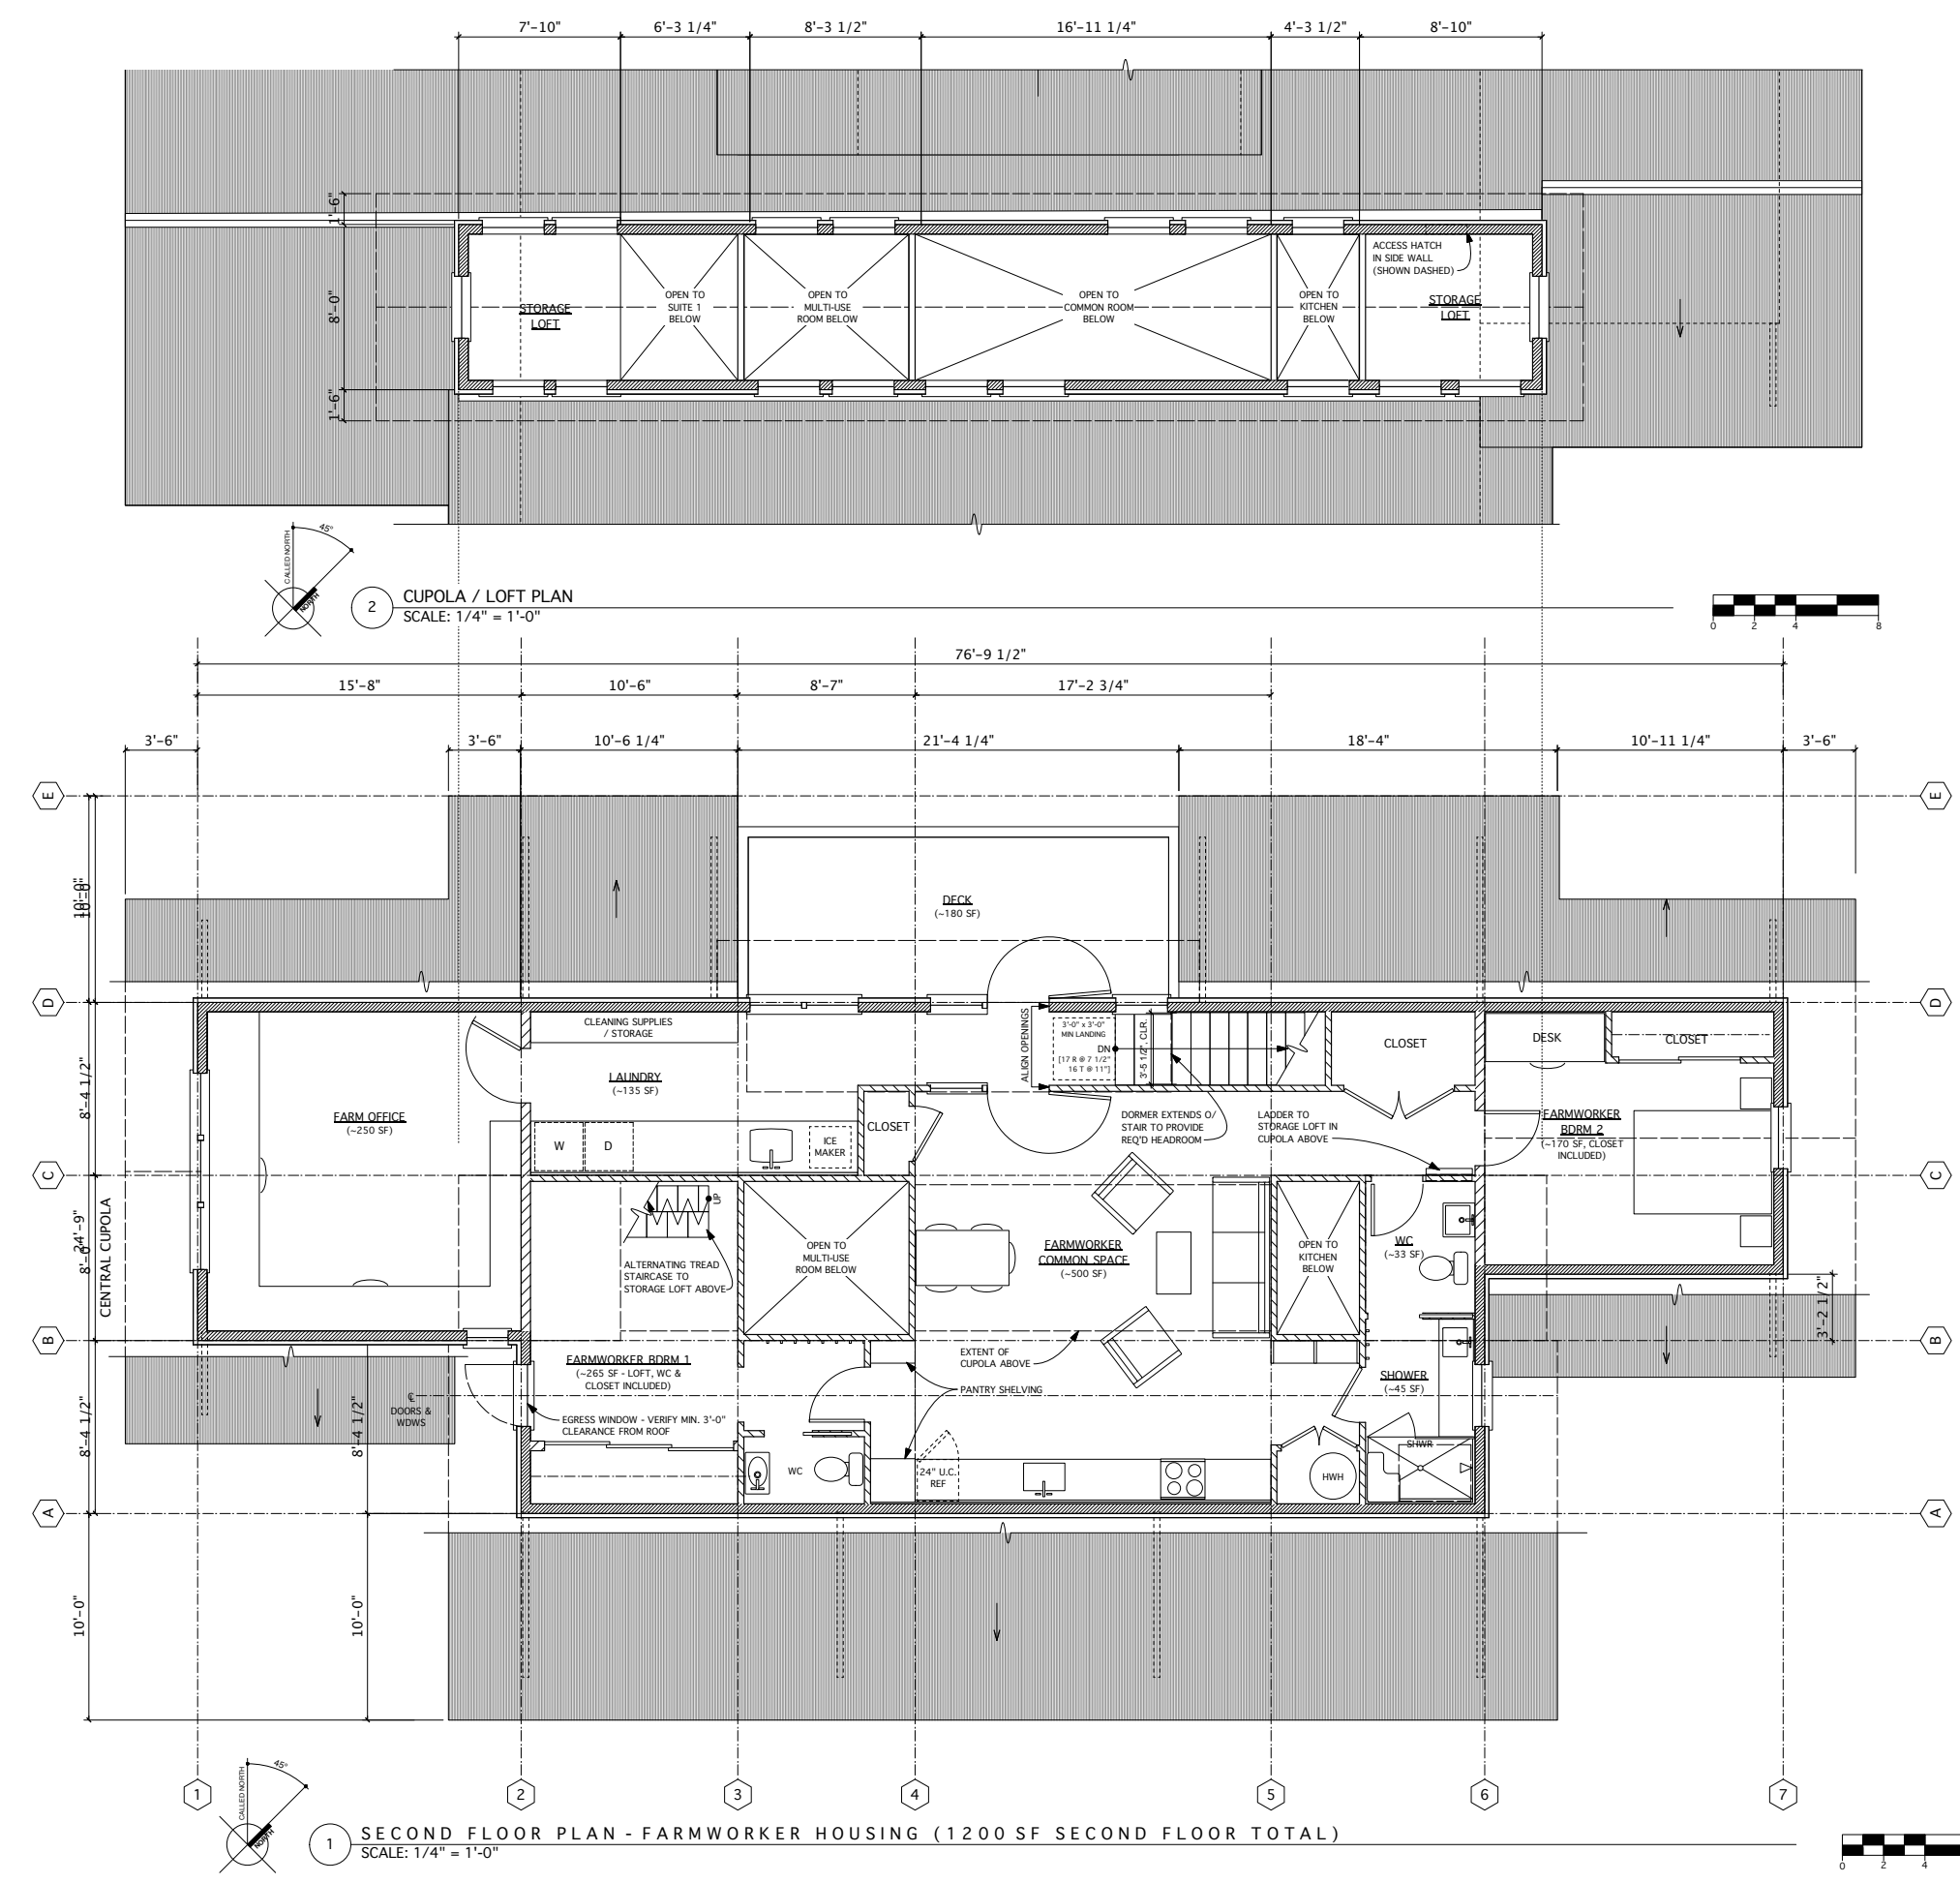 7'-10"
6'-3 1/4"
8'-3 1/2"
16'-11 1/4"
4'-3 1/2"
8'-10"
1'-6"
8'-0"
1'-6"
STORAGE
LOFT
OPEN TO
SUITE 1
BELOW
OPEN TO
MULTI-USE
ROOM BELOW
OPEN TO
COMMON ROOM
BELOW
OPEN TO
KITCHEN
BELOW
ACCESS HATCH
IN SIDE WALL
(SHOWN DASHED)
STORAGE
LOFT
CALLED NORTH
45°
NORTH
2
CUPOLA / LOFT PLAN
SCALE: 1/4" = 1'-0"
0 2 4 8
76'-9 1/2"
15'-8"
10'-6"
8'-7"
17'-2 3/4"
3'-6"
3'-6"
10'-6 1/4"
21'-4 1/4"
18'-4"
10'-11 1/4"
3'-6"
E
E
10'-0"
DECK
(~180 SF)
D
D
CLEANING SUPPLIES
/ STORAGE
ALIGN OPENINGS
3'-0" x 3'-0"
MIN LANDING
DN
[17 R @ 7 1/2"
16 T @ 11"]
3'-5 1/2", CLR.
CLOSET
DESK
CLOSET
8'-4 1/2"
FARM OFFICE
(~250 SF)
LAUNDRY
(~135 SF)
W
D
ICE
MAKER
CLOSET
DORMER EXTENDS O/
STAIR TO PROVIDE
REQ'D HEADROOM
LADDER TO
STORAGE LOFT IN
CUPOLA ABOVE
FARMWORKER
BDRM 2
(~170 SF, CLOSET
INCLUDED)
C
C
24'-9"
8'-0"
CENTRAL CUPOLA
UP
ALTERNATING TREAD
STAIRCASE TO
STORAGE LOFT ABOVE
OPEN TO
MULTI-USE
ROOM BELOW
FARMWORKER
COMMON SPACE
(~500 SF)
OPEN TO
KITCHEN
BELOW
WC
(~33 SF)
3'-2 1/2"
B
B
FARMWORKER BDRM 1
(~265 SF - LOFT, WC &
CLOSET INCLUDED)
EXTENT OF
CUPOLA ABOVE
PANTRY SHELVING
SHOWER
(~45 SF)
8'-4 1/2"
8'-4 1/2"
℄
DOORS &
WDWS
EGRESS WINDOW - VERIFY MIN. 3'-0"
CLEARANCE FROM ROOF
WC
24" U.C.
REF
HWH
SHWR
A
A
10'-0"
10'-0"
1
2
3
4
5
6
7
CALLED NORTH
45°
NORTH
1
SECOND FLOOR PLAN - FARMWORKER HOUSING (1200 SF SECOND FLOOR TOTAL)
SCALE: 1/4" = 1'-0"
0 2 4